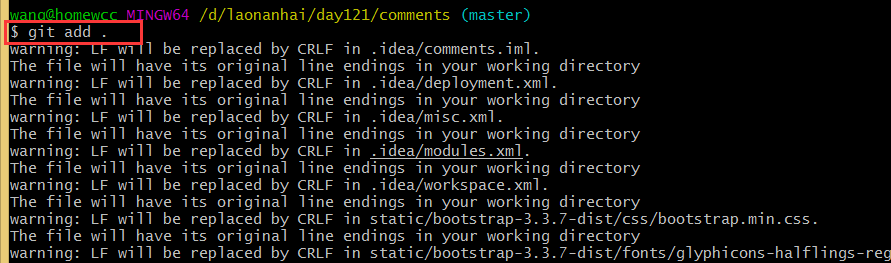 wang@homewcc MINGW64 /d/laonanhai/day121/comments (master)
$ git add .
warning: LF will be replaced by CRLF in .idea/comments.iml.
The file will have its original line endings in your working directory
warning: LF will be replaced by CRLF in .idea/deployment.xml.
The file will have its original line endings in your working directory
warning: LF will be replaced by CRLF in .idea/misc.xml.
The file will have its original line endings in your working directory
warning: LF will be replaced by CRLF in .idea/modules.xml.
The file will have its original line endings in your working directory
warning: LF will be replaced by CRLF in .idea/workspace.xml.
The file will have its original line endings in your working directory
warning: LF will be replaced by CRLF in static/bootstrap-3.3.7-dist/css/bootstrap.min.css.
The file will have its original line endings in your working directory
warning: LF will be replaced by CRLF in static/bootstrap-3.3.7-dist/fonts/glyphicons-halflings-reg